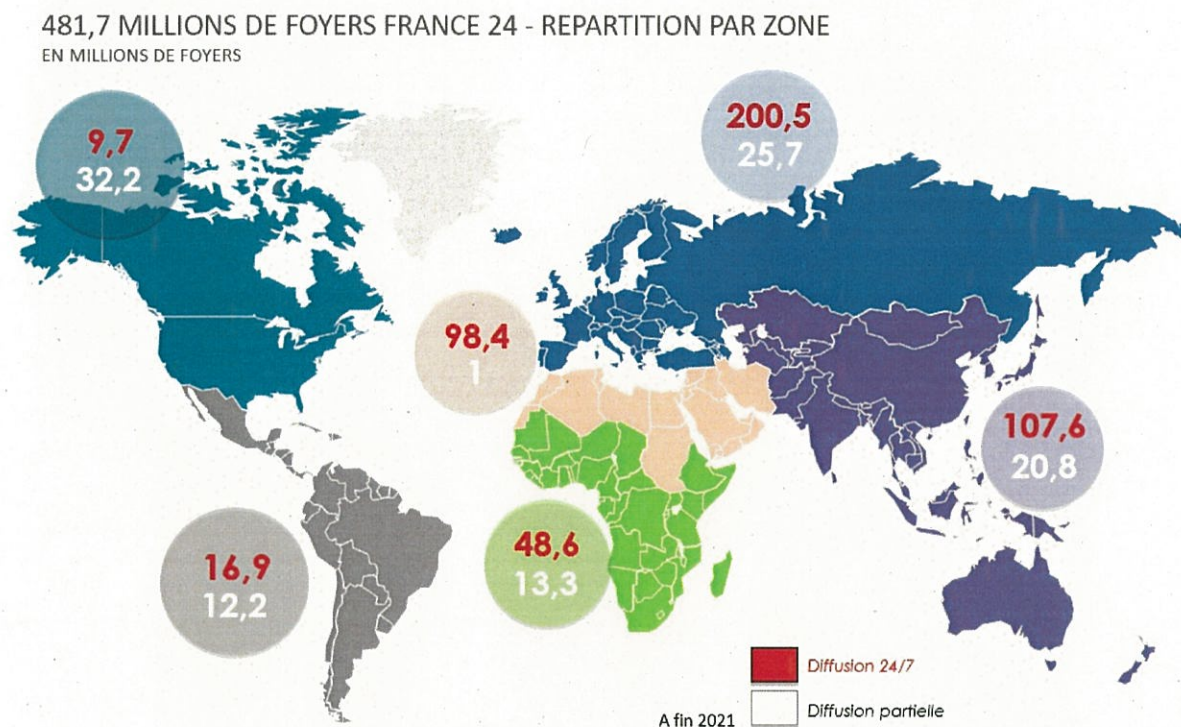 481,7 MILLIONS DE FOYERS FRANCE 24 - REPARTITION PAR ZONE
EN MILLIONS DE FOYERS
9,7
32,2
200,5
25,7
98,4
1
107,6
20,8
16,9
12,2
48,6
13,3
Diffusion 24/7
Diffusion partielle
A fin 2021